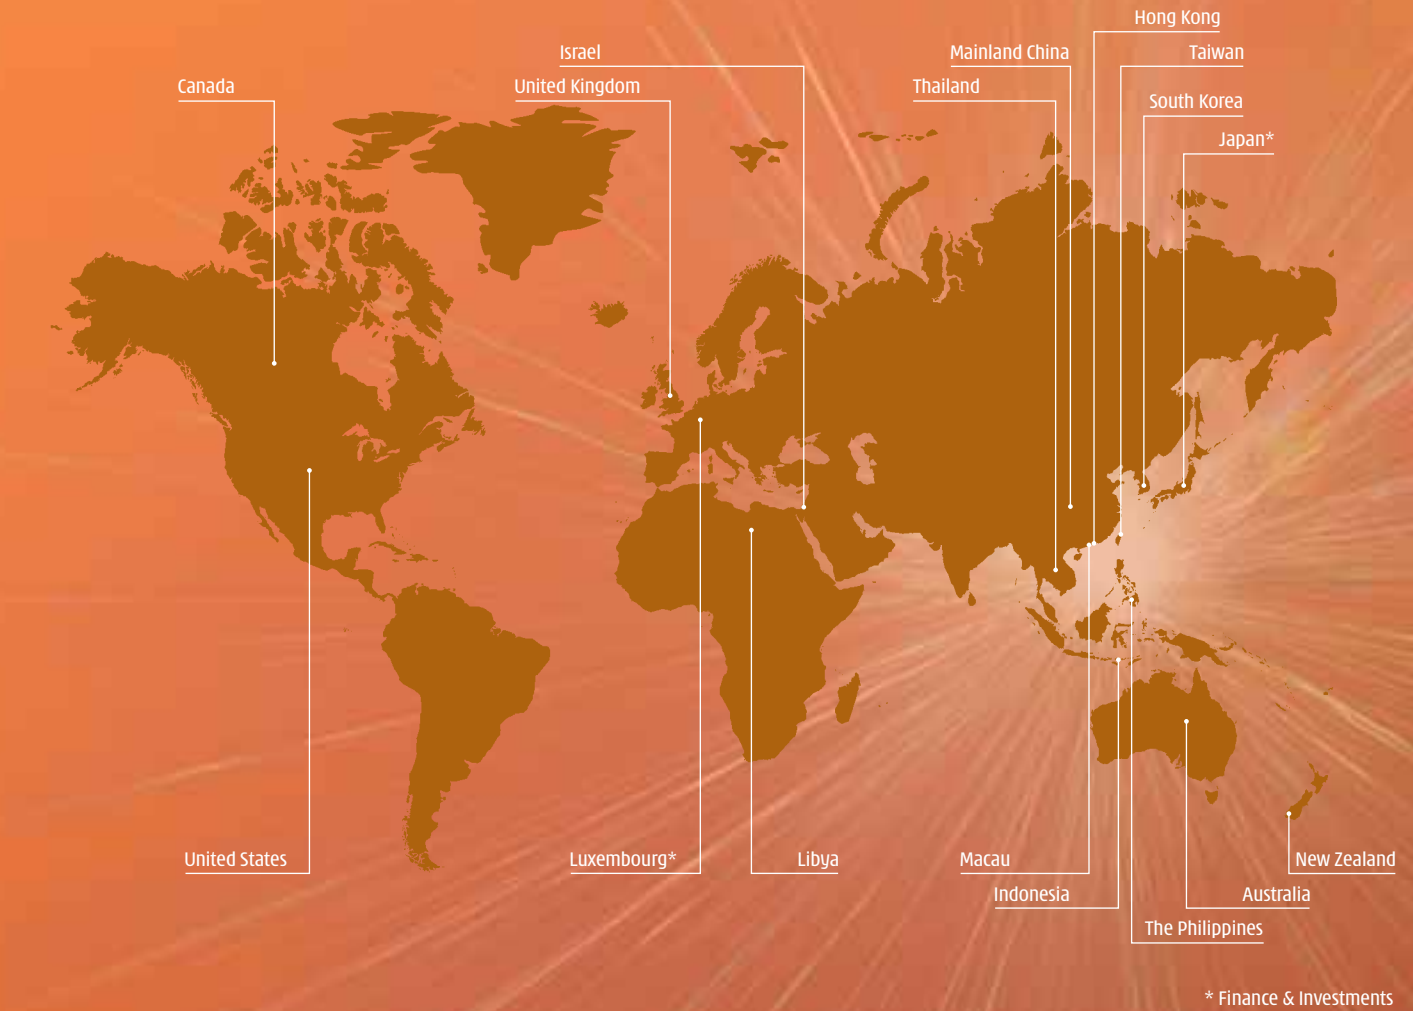 Hong Kong
Israel
Mainland China
Taiwan
Canada
United Kingdom
Thailand
South Korea
Japan*
United States
Luxembourg*
Libya
Macau
New Zealand
Indonesia
Australia
The Philippines
* Finance & Investments